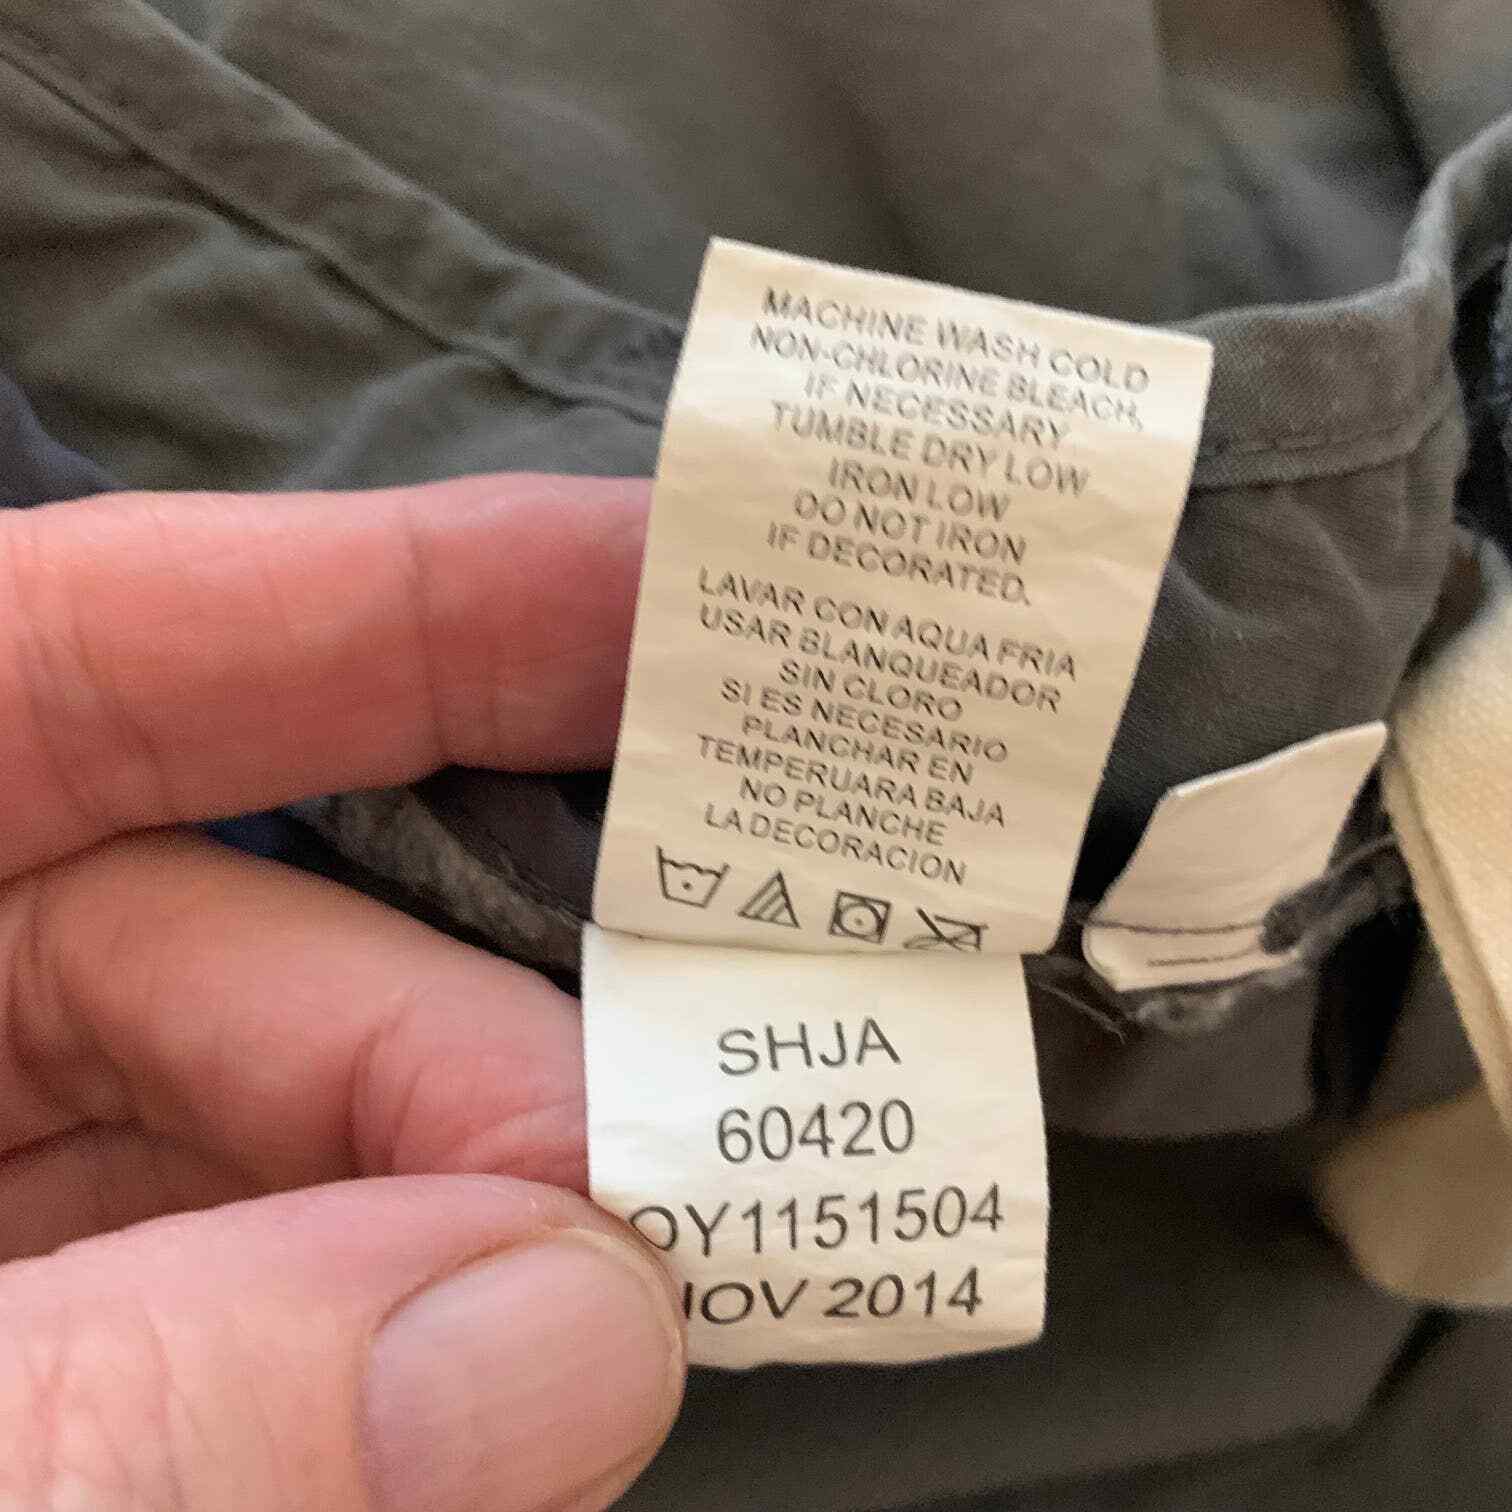 MACHINE WASH COLD
NON-CHLORINE BLEACH,
IF NECESSARY
TUMBLE DRY LOW
IRON LOW
DO NOT IRON
IF DECORATED.
LAVAR CON AQUA FRIA
USAR BLANQUEADOR
SIN CLORO
SI ES NECESARIO
PLANCHAR EN
TEMPERUARA BAJA
NO PLANCHE
LA DECORACION
SHJA
60420
OY1151504
NOV 2014